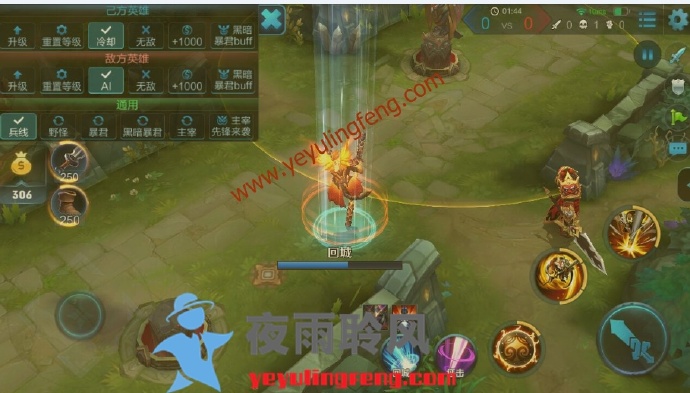 己方英雄
升级 重置等级 冷却 无敌 +1000 黑暗暴君buff
敌方英雄
升级 重置等级 AI 无敌 +1000 黑暗暴君buff
通用
兵线 野怪 暴君 黑暗暴君 主宰 主宰先锋来袭
01:44
0 VS 0
0 1 0
306
250
250
www.yeyulingfeng.com
回城
夜雨聆风
yeyulingfeng.com